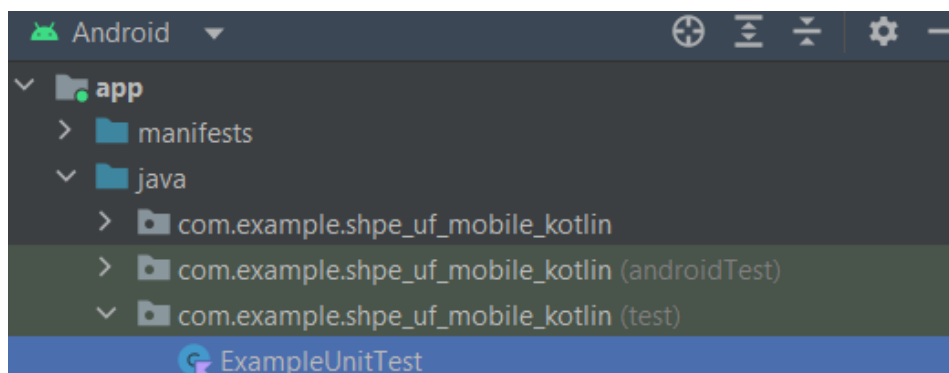 Android
app
manifests
java
com.example.shpe_uf_mobile_kotlin
com.example.shpe_uf_mobile_kotlin (androidTest)
com.example.shpe_uf_mobile_kotlin (test)
ExampleUnitTest